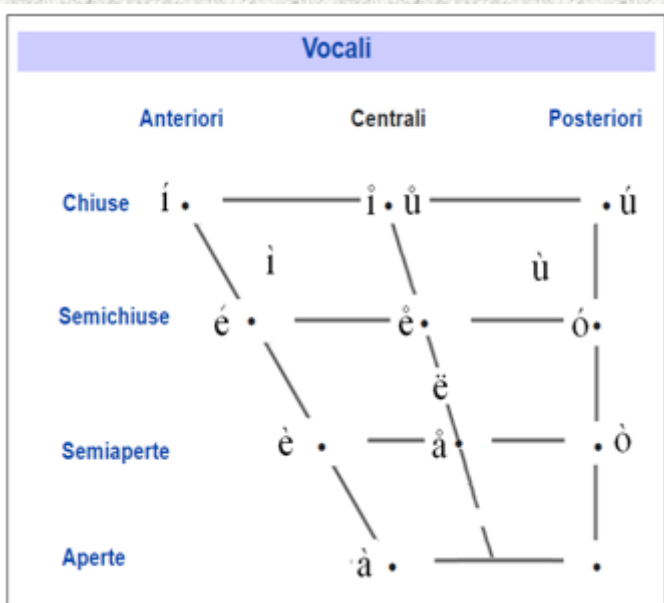 Vocali
Anteriori Centrali Posteriori
Chiuse í • i̊ • ů • ú
ì ù
Semichiuse é • e̊ • ó •
ë
Semiaperte è • å • • ò
Aperte à • •